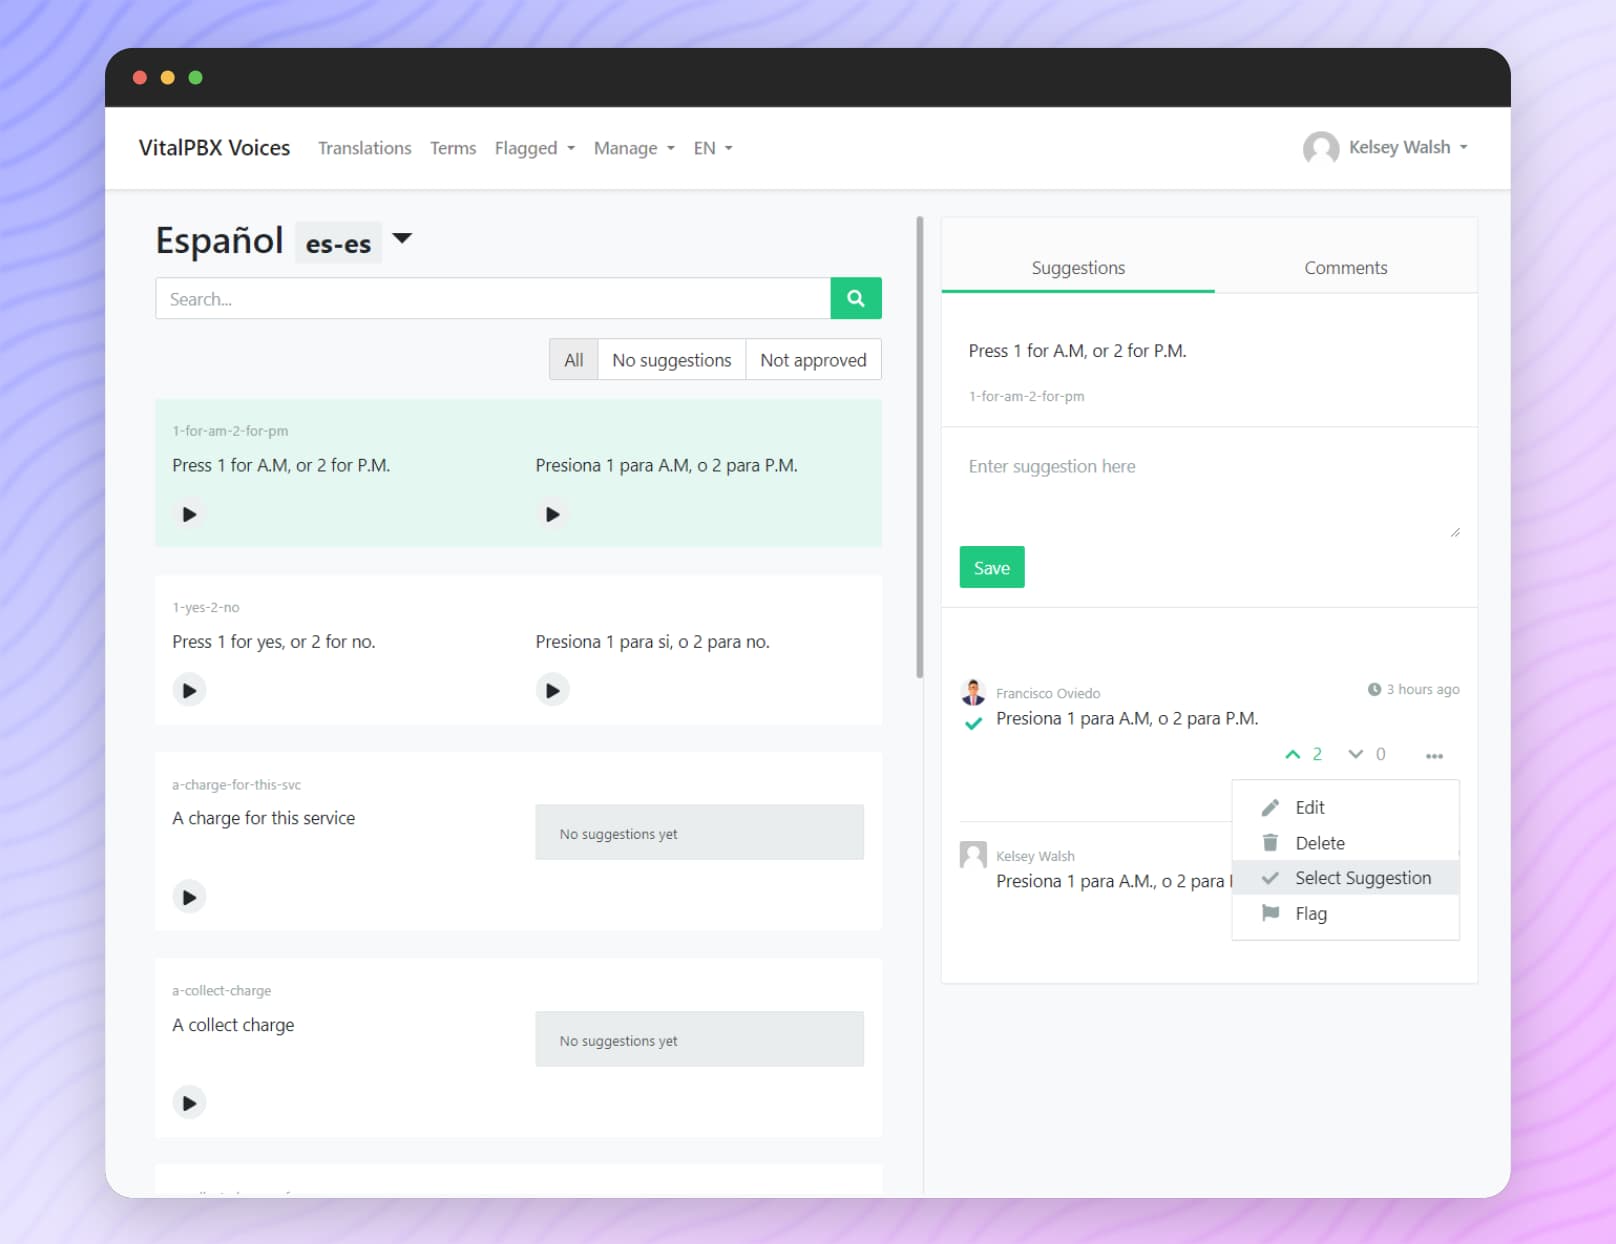 VitalPBX Voices Translations Terms Flagged Manage EN Kelsey Walsh
Español es-es
Search...
All No suggestions Not approved
1-for-am-2-for-pm
Press 1 for A.M, or 2 for P.M. Presiona 1 para A.M, o 2 para P.M.
1-yes-2-no
Press 1 for yes, or 2 for no. Presiona 1 para si, o 2 para no.
a-charge-for-this-svc
A charge for this service
No suggestions yet
a-collect-charge
A collect charge
No suggestions yet
Suggestions Comments
Press 1 for A.M, or 2 for P.M.
1-for-am-2-for-pm
Enter suggestion here
Save
Francisco Oviedo 3 hours ago
Presiona 1 para A.M, o 2 para P.M.
2 0
Kelsey Walsh
Presiona 1 para A.M., o 2 para
Edit
Delete
Select Suggestion
Flag